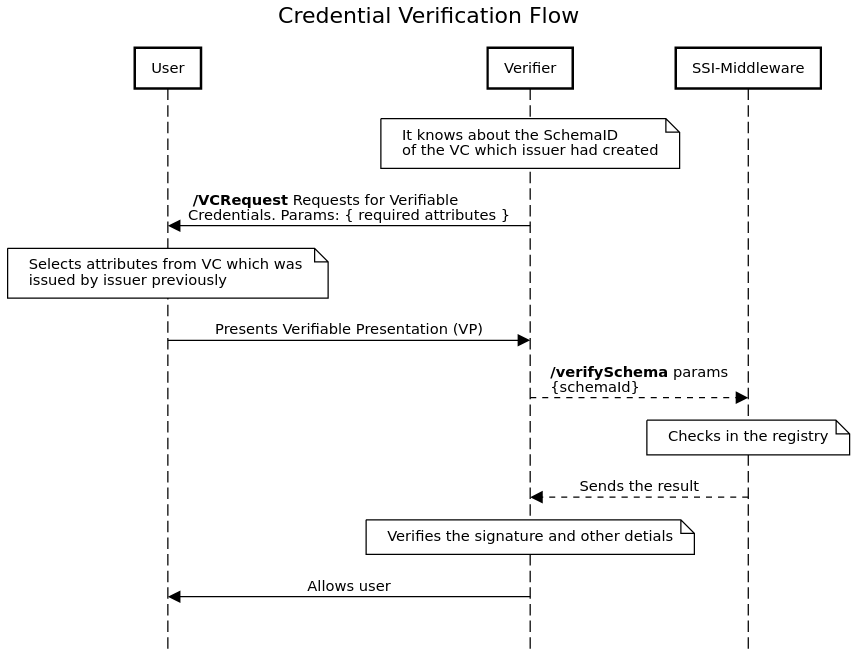 Credential Verification Flow
User
Verifier
SSI-Middleware
It knows about the SchemaID
of the VC which issuer had created
/VCRequest Requests for Verifiable
Credentials. Params: { required attributes }
Selects attributes from VC which was
issued by issuer previously
Presents Verifiable Presentation (VP)
/verifySchema params
{schemaId}
Checks in the registry
Sends the result
Verifies the signature and other detials
Allows user